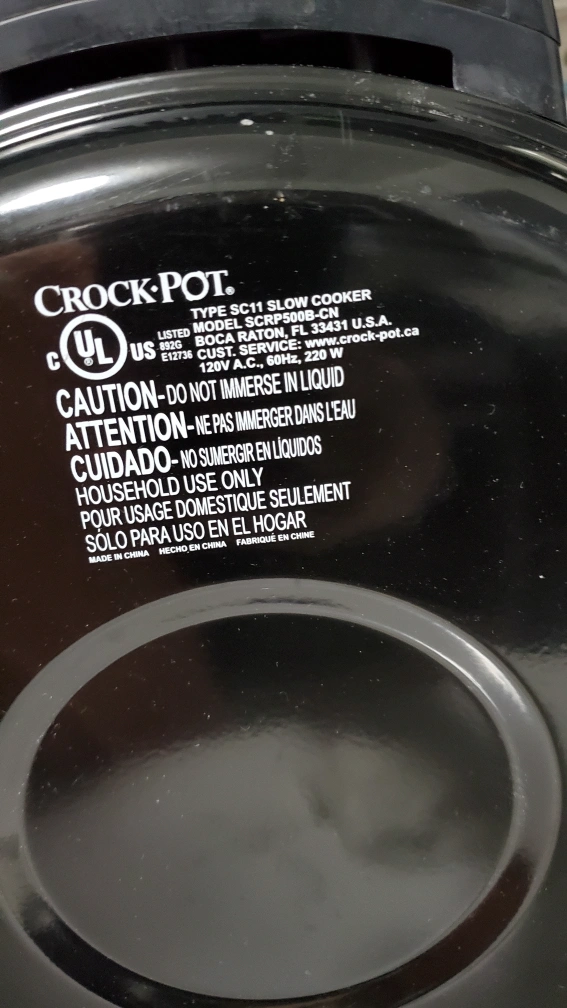 CROCK·POT®
TYPE SC11 SLOW COOKER
MODEL SCRP500B-CN
BOCA RATON, FL 33431 U.S.A.
CUST. SERVICE: www.crock-pot.ca
120V A.C., 60Hz, 220 W
C UL® US
LISTED
892G
E12736
CAUTION-DO NOT IMMERSE IN LIQUID
ATTENTION-NE PAS IMMERGER DANS L'EAU
CUIDADO-NO SUMERGIR EN LÍQUIDOS
HOUSEHOLD USE ONLY
POUR USAGE DOMESTIQUE SEULEMENT
SÓLO PARA USO EN EL HOGAR
MADE IN CHINA HECHO EN CHINA FABRIQUÉ EN CHINE